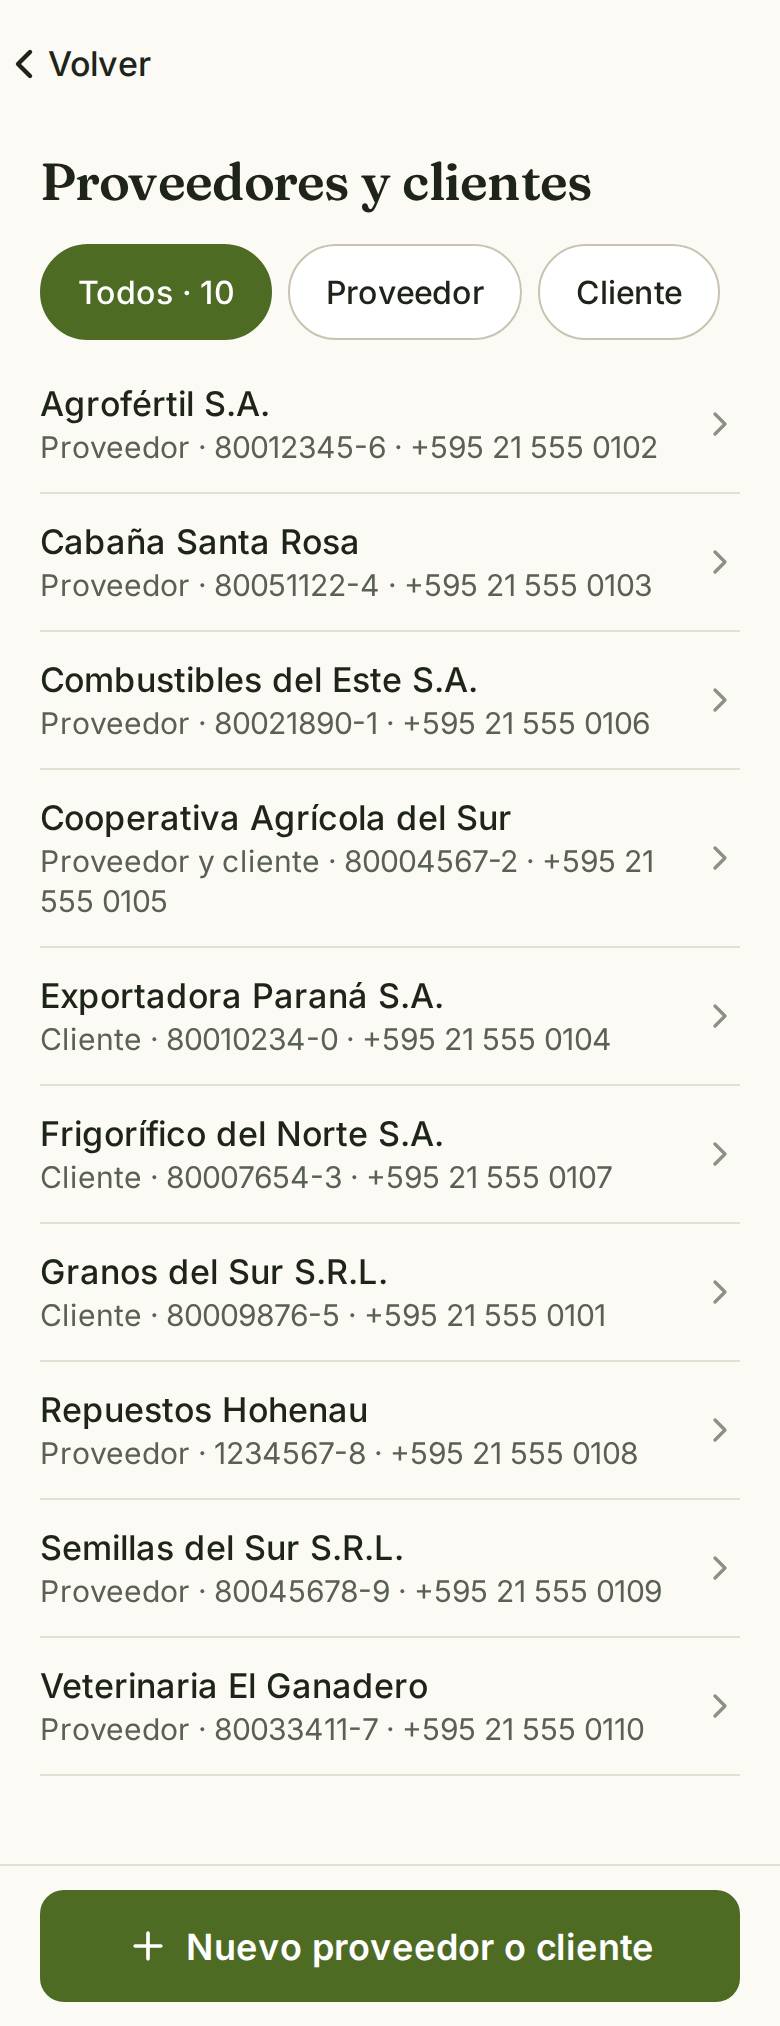 Volver
Proveedores y clientes
Todos · 10
Proveedor
Cliente
Agrofértil S.A.
Proveedor · 80012345-6 · +595 21 555 0102
Cabaña Santa Rosa
Proveedor · 80051122-4 · +595 21 555 0103
Combustibles del Este S.A.
Proveedor · 80021890-1 · +595 21 555 0106
Cooperativa Agrícola del Sur
Proveedor y cliente · 80004567-2 · +595 21
555 0105
Exportadora Paraná S.A.
Cliente · 80010234-0 · +595 21 555 0104
Frigorífico del Norte S.A.
Cliente · 80007654-3 · +595 21 555 0107
Granos del Sur S.R.L.
Cliente · 80009876-5 · +595 21 555 0101
Repuestos Hohenau
Proveedor · 1234567-8 · +595 21 555 0108
Semillas del Sur S.R.L.
Proveedor · 80045678-9 · +595 21 555 0109
Veterinaria El Ganadero
Proveedor · 80033411-7 · +595 21 555 0110
Nuevo proveedor o cliente